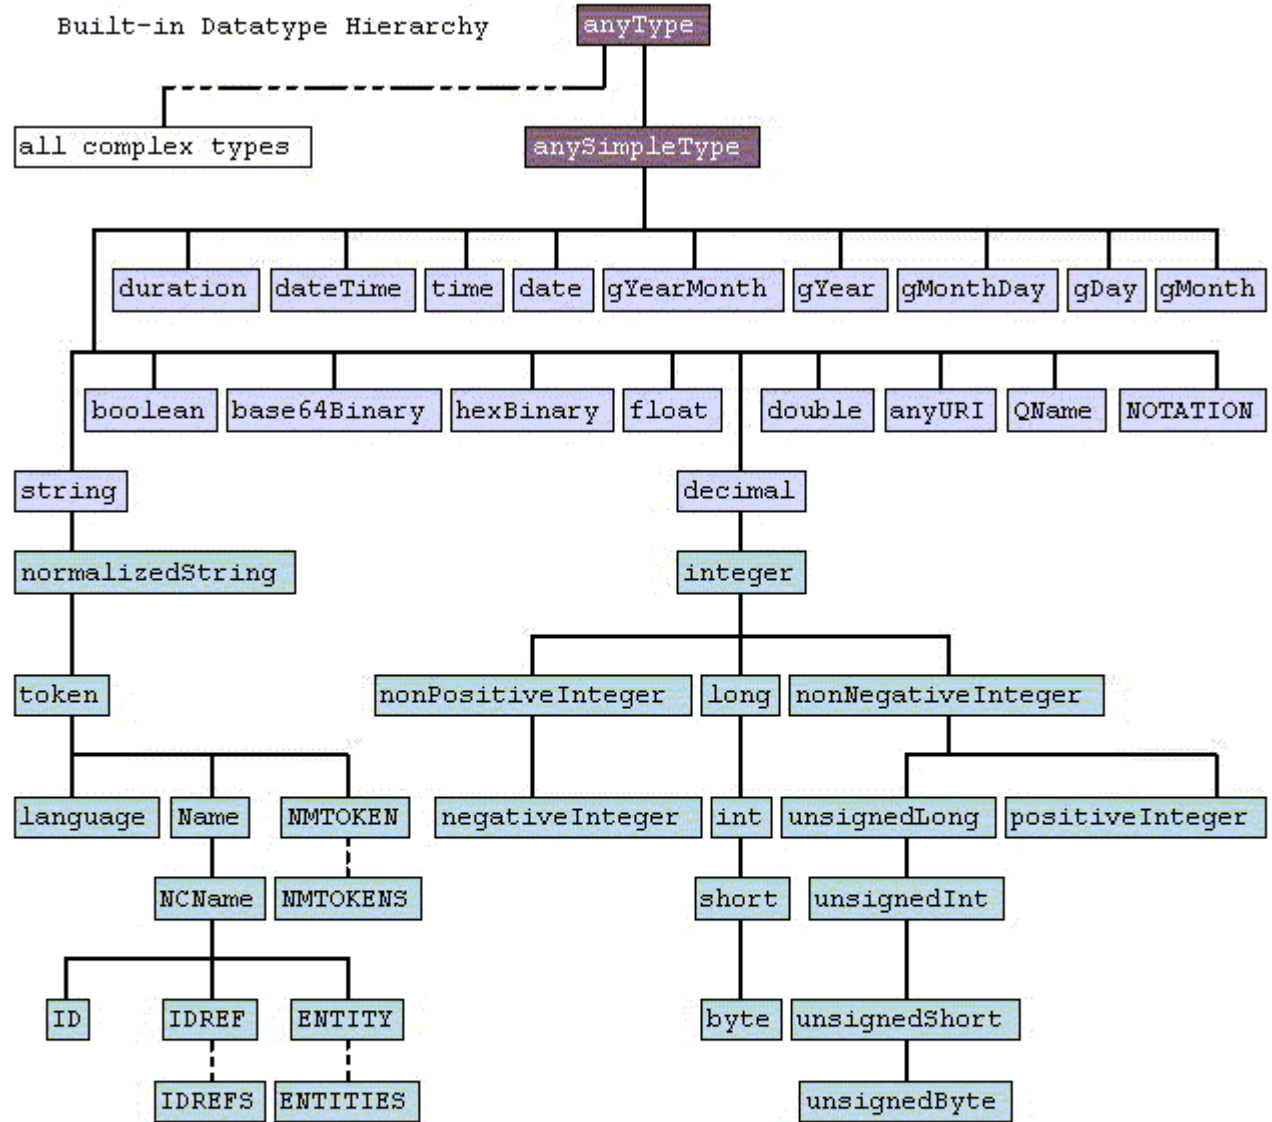 Built-in Datatype Hierarchy
anyType
all complex types
anySimpleType
duration
dateTime
time
date
gYearMonth
gYear
gMonthDay
gDay
gMonth
boolean
base64Binary
hexBinary
float
double
anyURI
QName
NOTATION
string
decimal
normalizedString
integer
token
nonPositiveInteger
long
nonNegativeInteger
language
Name
NMTOKEN
negativeInteger
int
unsignedLong
positiveInteger
NCName
NMTOKENS
short
unsignedInt
ID
IDREF
ENTITY
byte
unsignedShort
IDREFS
ENTITIES
unsignedByte